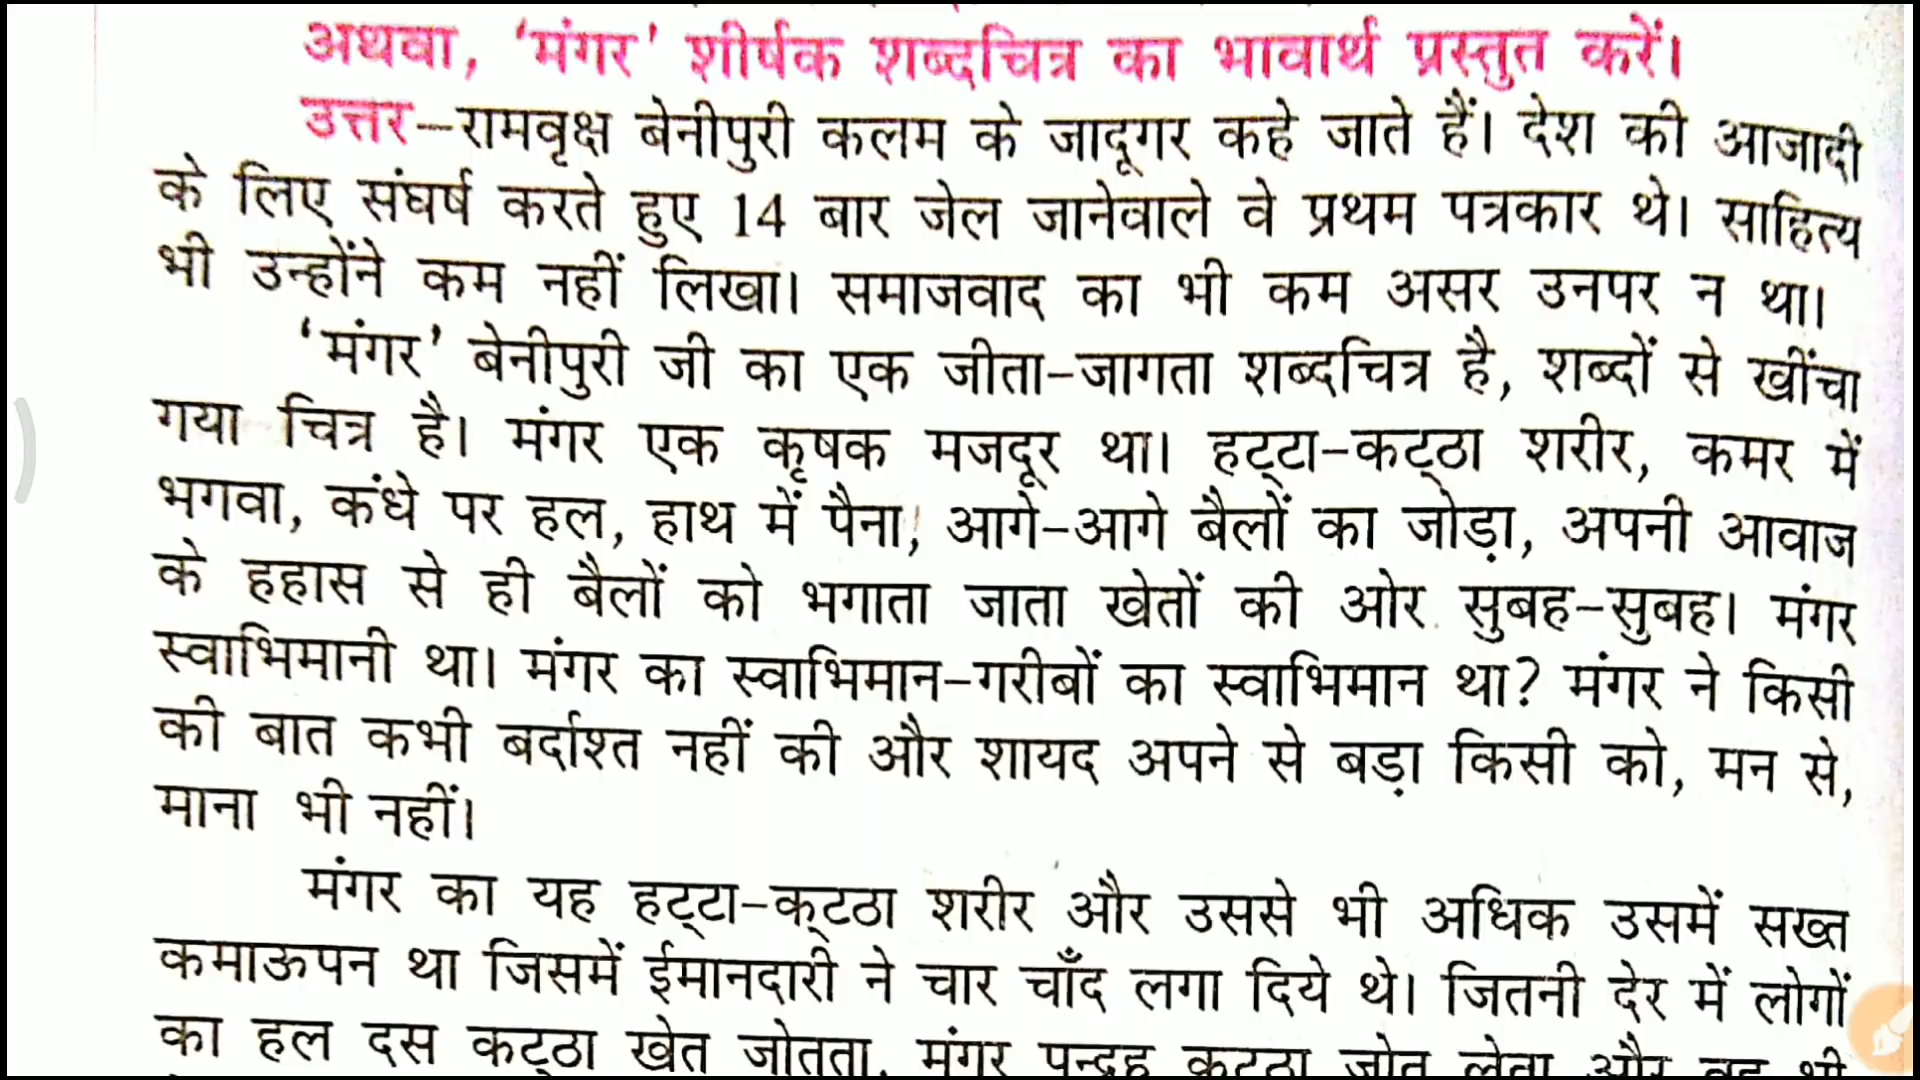 अथवा, 'मंगर' शीर्षक शब्दचित्र का भावार्थ प्रस्तुत करें।
उत्तर–रामवृक्ष बेनीपुरी कलम के जादूगर कहे जाते हैं। देश की आजादी
के लिए संघर्ष करते हुए 14 बार जेल जानेवाले वे प्रथम पत्रकार थे। साहित्य
भी उन्होंने कम नहीं लिखा। समाजवाद का भी कम असर उनपर न था।
'मंगर' बेनीपुरी जी का एक जीता-जागता शब्दचित्र है, शब्दों से खींचा
गया चित्र है। मंगर एक कृषक मजदूर था। हट्टा-कट्ठा शरीर, कमर में
भगवा, कंधे पर हल, हाथ में पैना, आगे-आगे बैलों का जोड़ा, अपनी आवाज
के हहास से ही बैलों को भगाता जाता खेतों की ओर सुबह-सुबह। मंगर
स्वाभिमानी था। मंगर का स्वाभिमान-गरीबों का स्वाभिमान था? मंगर ने किसी
की बात कभी बर्दाश्त नहीं की और शायद अपने से बड़ा किसी को, मन से,
माना भी नहीं।
मंगर का यह हट्टा-क्टठा शरीर और उससे भी अधिक उसमें सख्त
कमाऊपन था जिसमें ईमानदारी ने चार चाँद लगा दिये थे। जितनी देर में लोगों
का हल दस कट्ठा खेत जोतता, मंगर पन्द्रह कट्ठा जोत लेता और वह भी